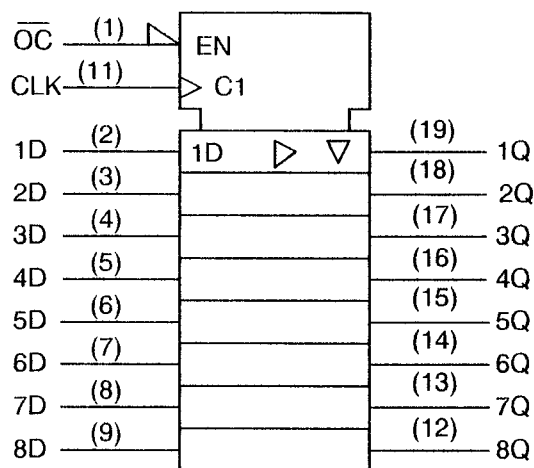 O̅C̅ (1) EN
CLK (11) C1
1D (2) 1D (19) 1Q
2D (3) (18) 2Q
3D (4) (17) 3Q
4D (5) (16) 4Q
5D (6) (15) 5Q
6D (7) (14) 6Q
7D (8) (13) 7Q
8D (9) (12) 8Q